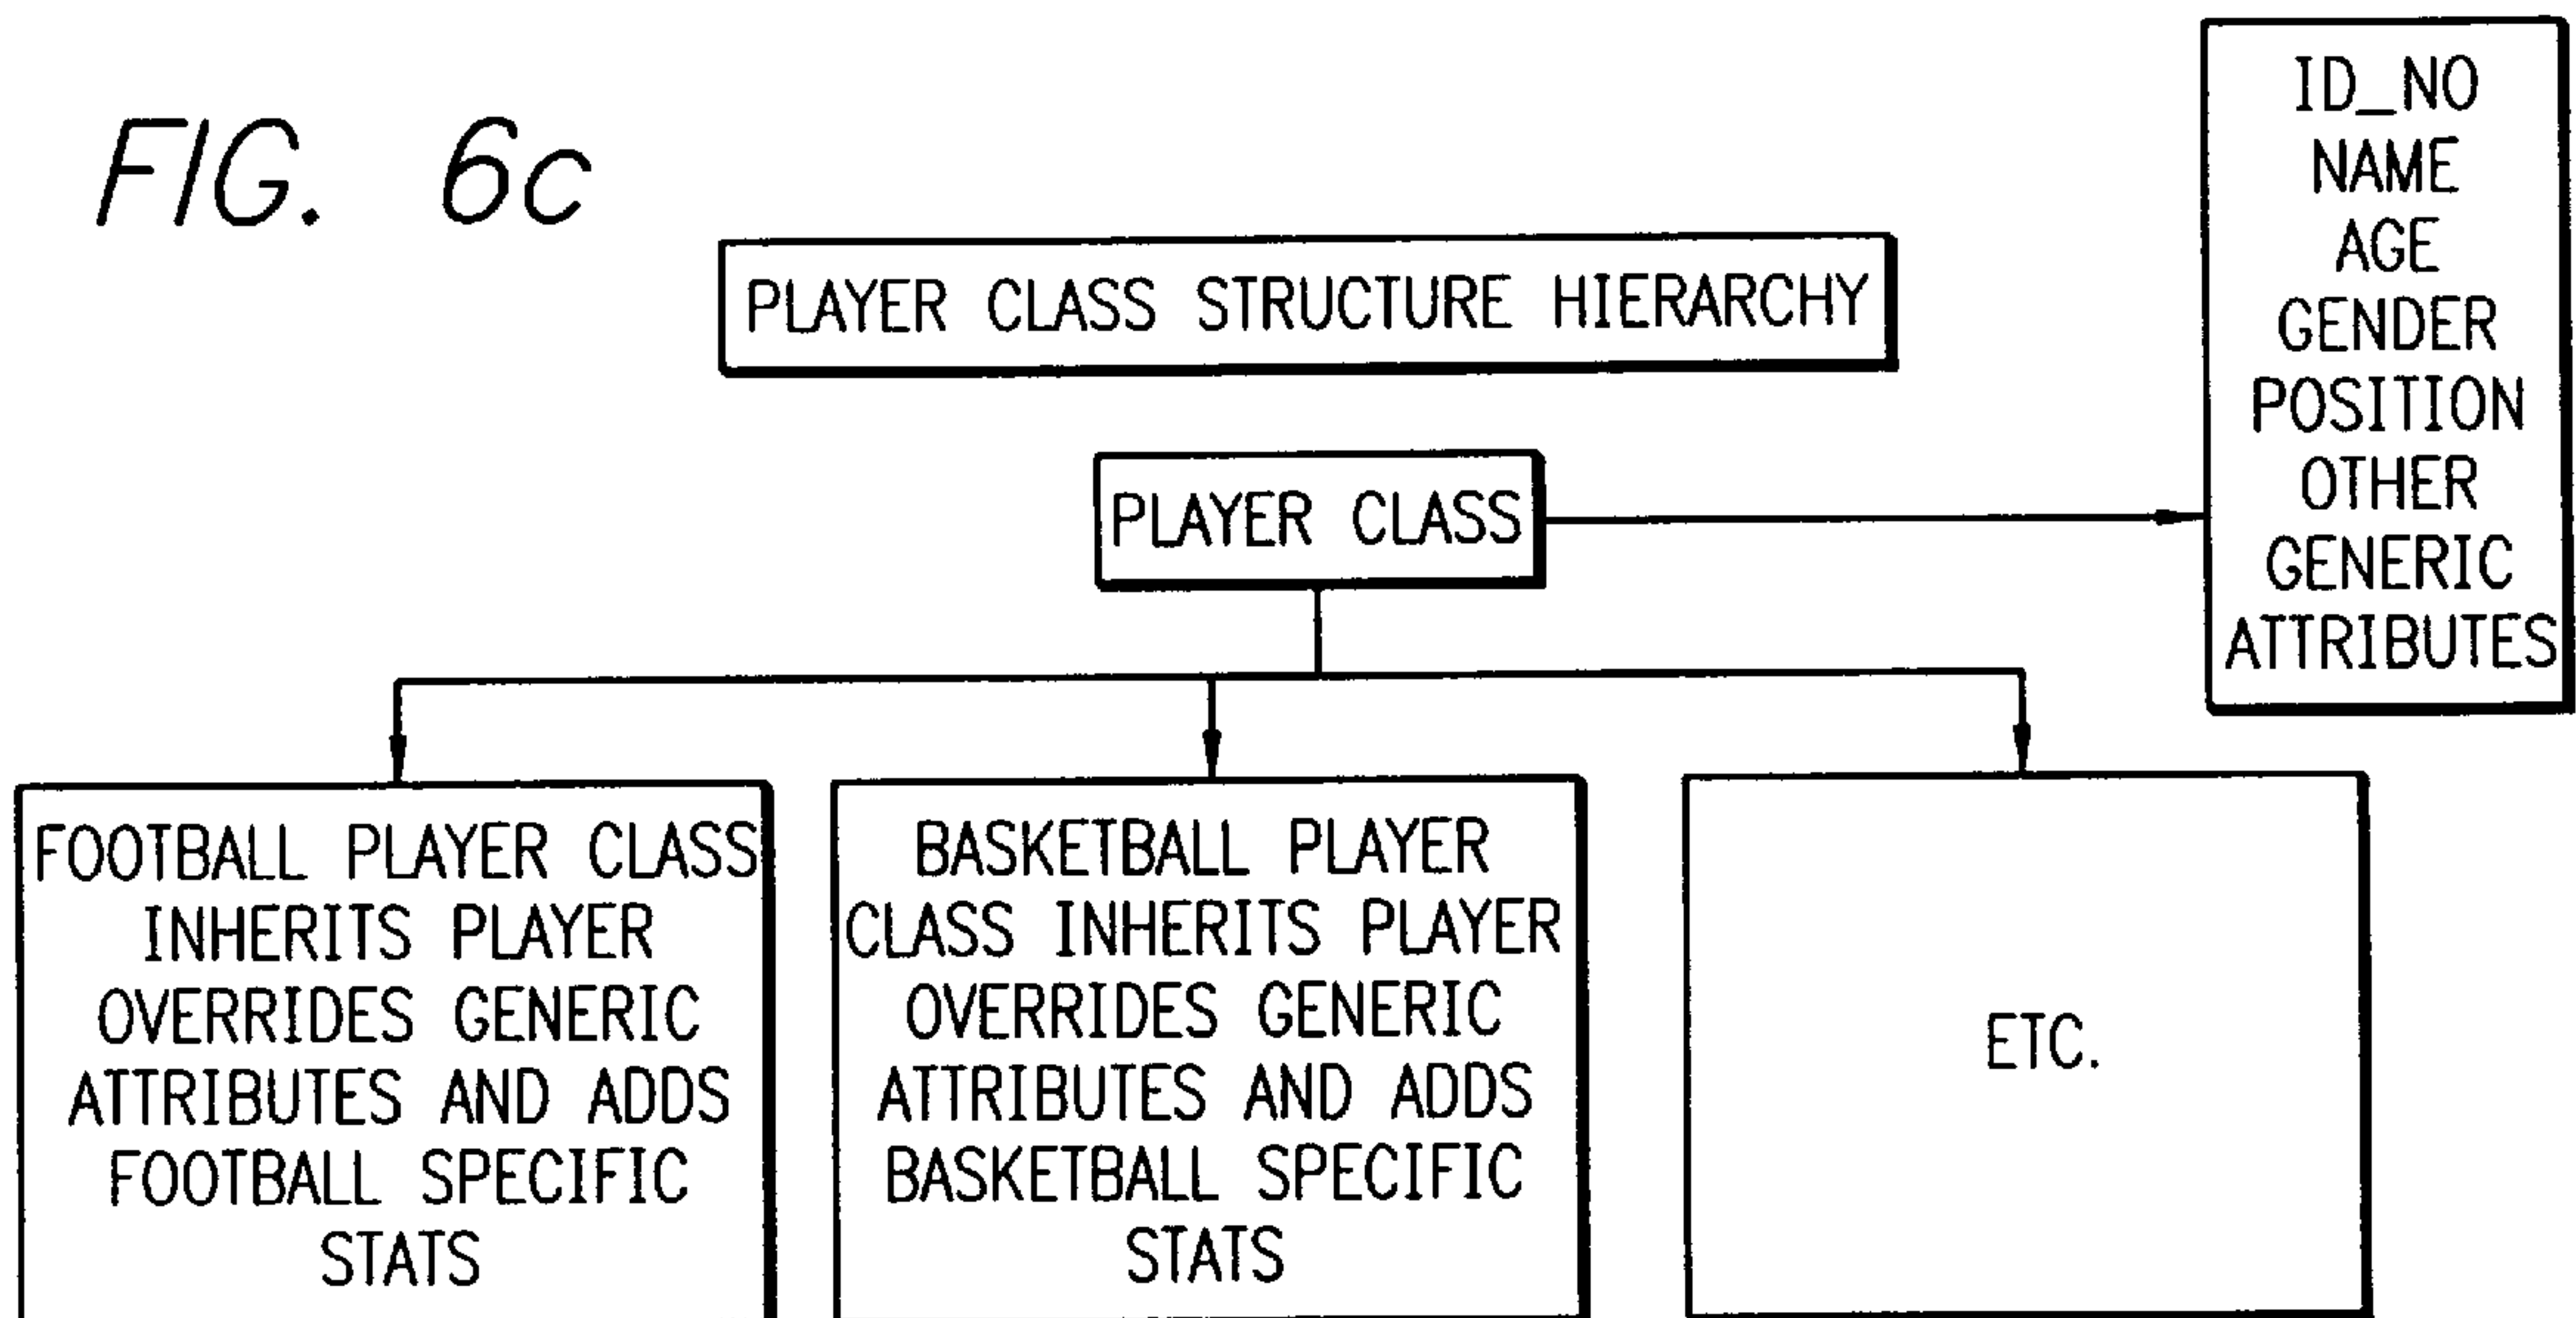 FIG. 6c
PLAYER CLASS STRUCTURE HIERARCHY
ID_NO
NAME
AGE
GENDER
POSITION
OTHER
GENERIC
ATTRIBUTES
PLAYER CLASS
FOOTBALL PLAYER CLASS
INHERITS PLAYER
OVERRIDES GENERIC
ATTRIBUTES AND ADDS
FOOTBALL SPECIFIC
STATS
BASKETBALL PLAYER
CLASS INHERITS PLAYER
OVERRIDES GENERIC
ATTRIBUTES AND ADDS
BASKETBALL SPECIFIC
STATS
ETC.